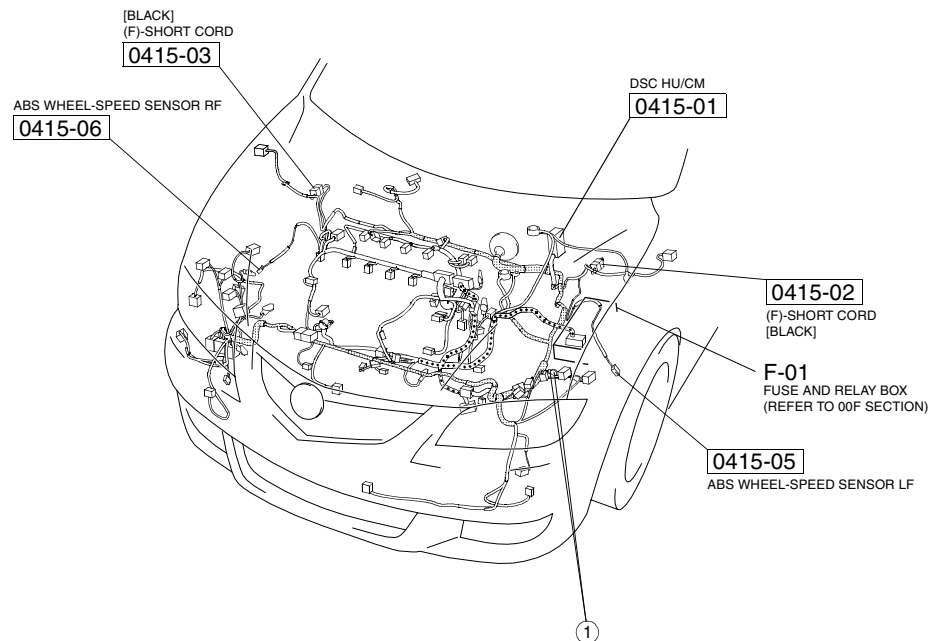 [BLACK]
(F)-SHORT CORD
0415-03
ABS WHEEL-SPEED SENSOR RF
0415-06
DSC HU/CM
0415-01
0415-02
(F)-SHORT CORD
[BLACK]
F-01
FUSE AND RELAY BOX
(REFER TO 00F SECTION)
0415-05
ABS WHEEL-SPEED SENSOR LF
1